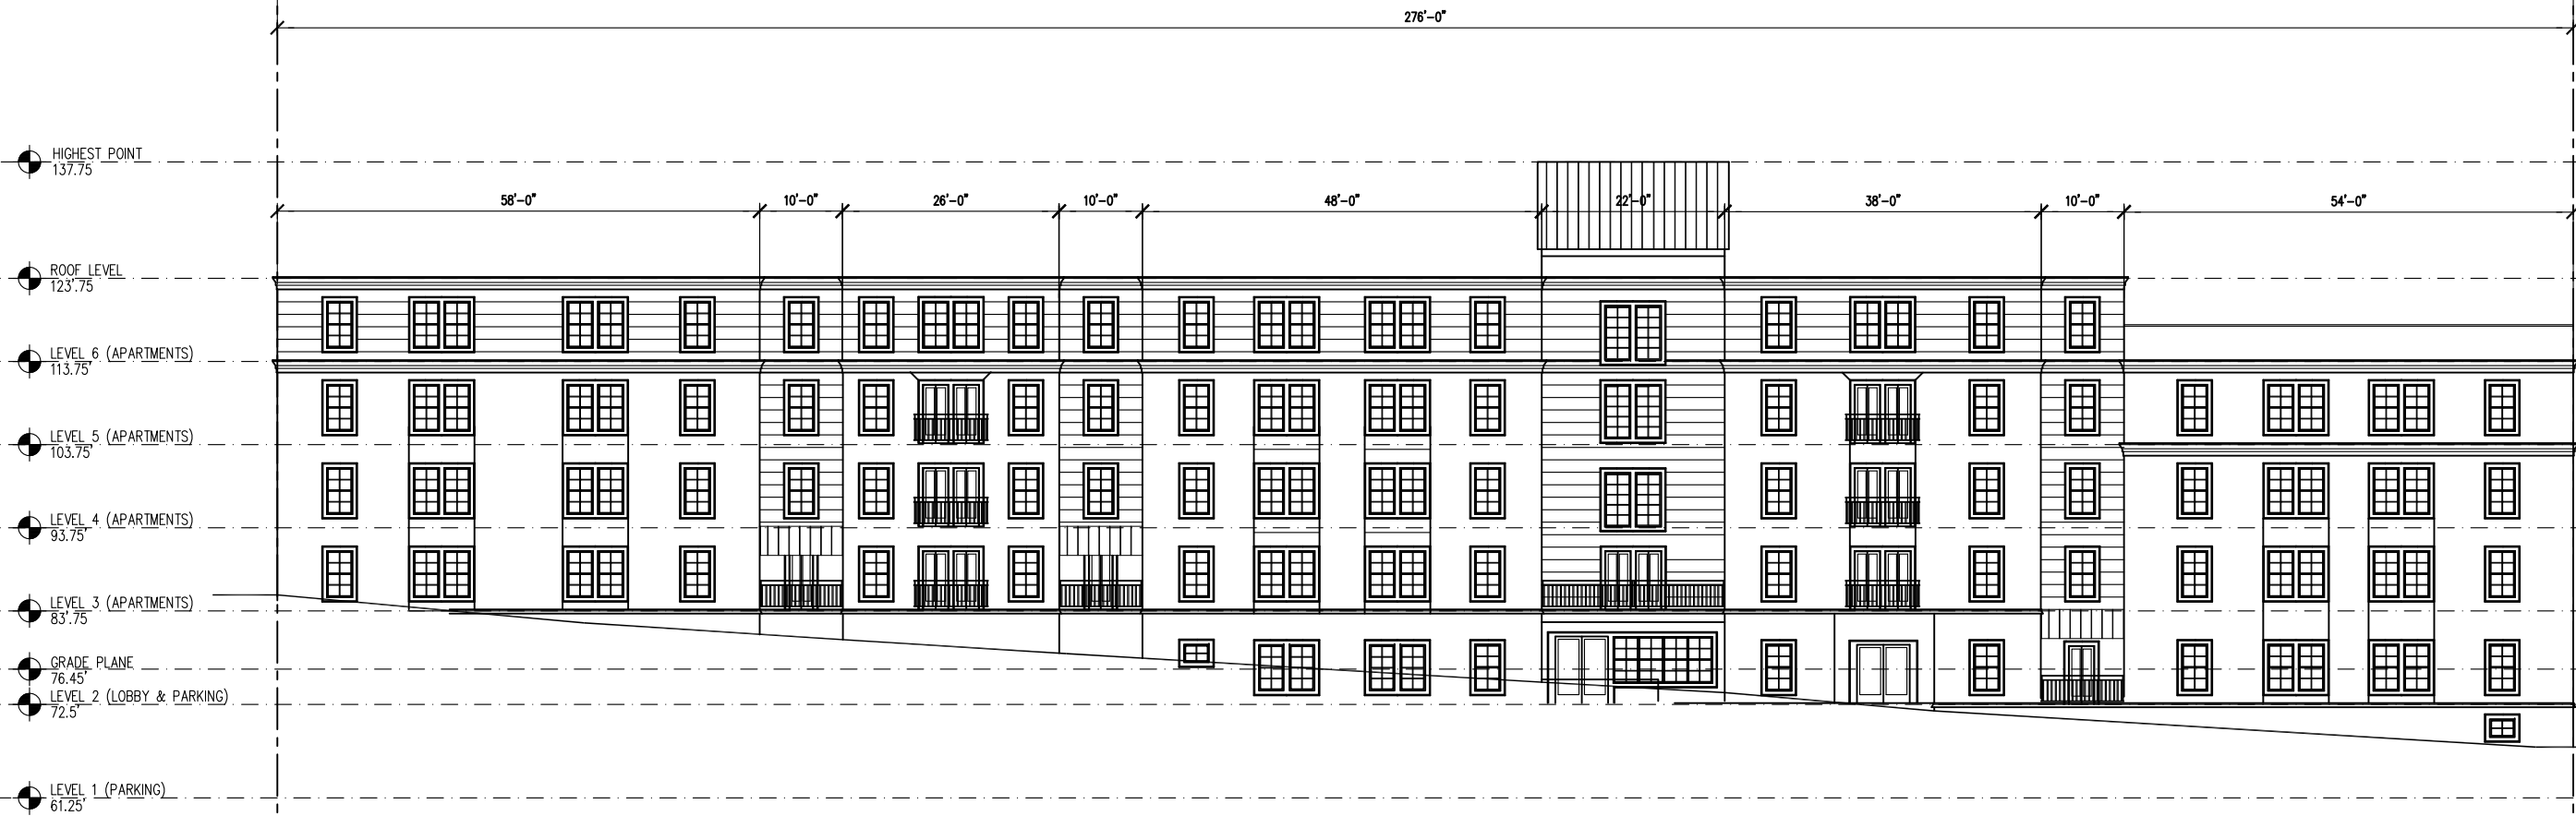 276'-0"
HIGHEST POINT
137.75
58'-0"
10'-0"
26'-0"
10'-0"
48'-0"
22'-0"
38'-0"
10'-0"
54'-0"
ROOF LEVEL
123'.75
LEVEL 6 (APARTMENTS)
113.75'
LEVEL 5 (APARTMENTS)
103.75'
LEVEL 4 (APARTMENTS)
93.75'
LEVEL 3 (APARTMENTS)
83'.75
GRADE PLANE
76.45'
LEVEL 2 (LOBBY & PARKING)
72.5'
LEVEL 1 (PARKING)
61.25'